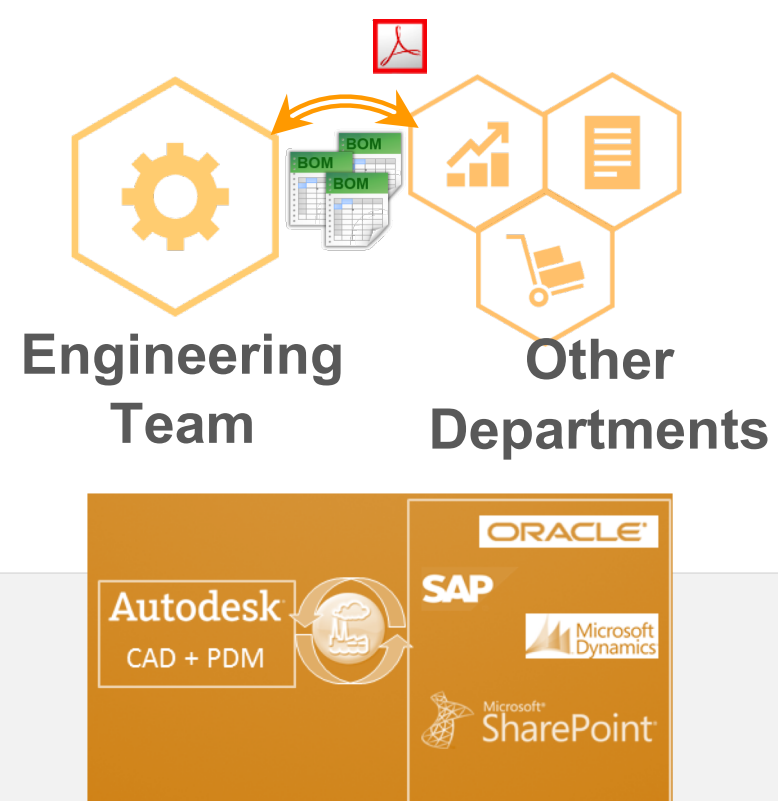 BOM
BOM
BOM
Engineering
Team
Other
Departments
Autodesk
CAD + PDM
ORACLE
SAP
Microsoft
Dynamics
Microsoft®
SharePoint